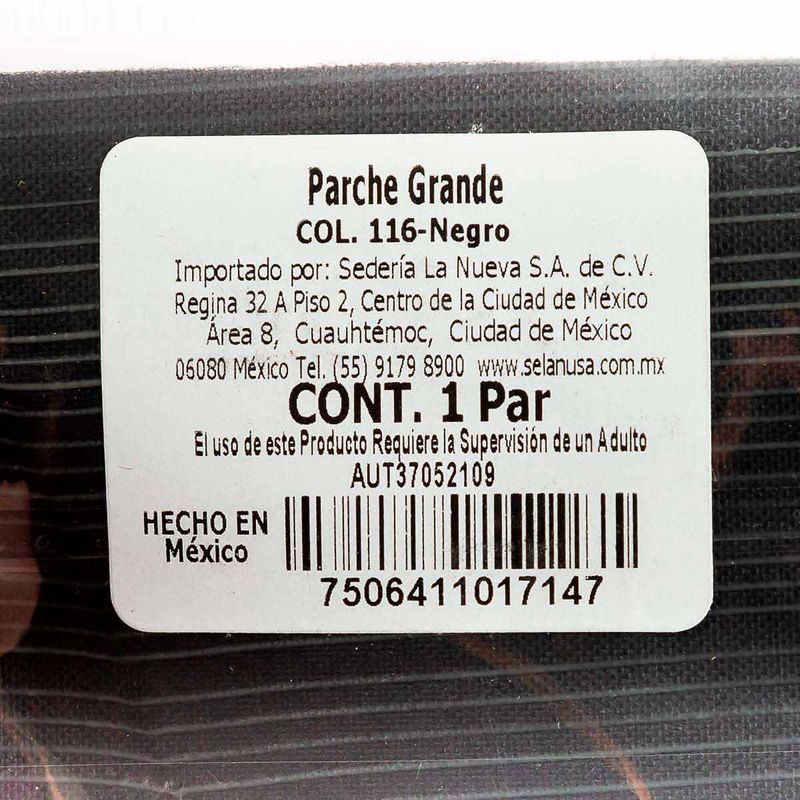 Parche Grande
COL. 116-Negro
Importado por: Sedería La Nueva S.A. de C.V.
Regina 32 A Piso 2, Centro de la Ciudad de México
Área 8, Cuauhtémoc, Ciudad de México
06080 México Tel. (55) 9179 8900 www.selanusa.com.mx
CONT. 1 Par
El uso de este Producto Requiere la Supervisión de un Adulto
AUT37052109
HECHO EN
México
7506411017147